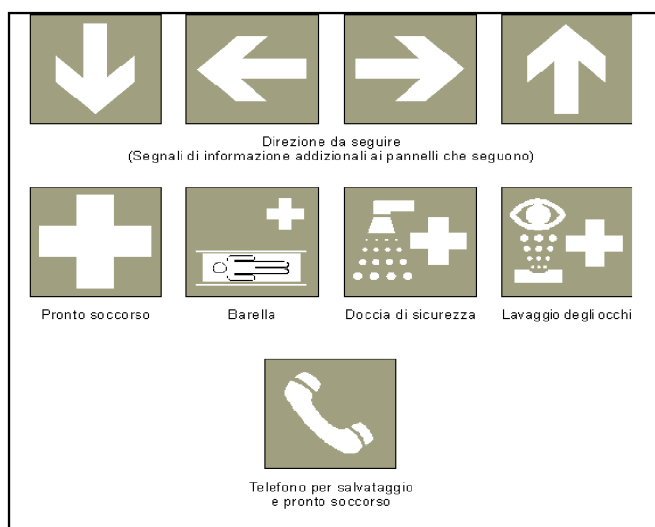 Direzione da seguire
(Segnali di informazione addizionali ai pannelli che seguono)
Pronto soccorso
Barella
Doccia di sicurezza
Lavaggio degli occhi
Telefono per salvataggio
e pronto soccorso